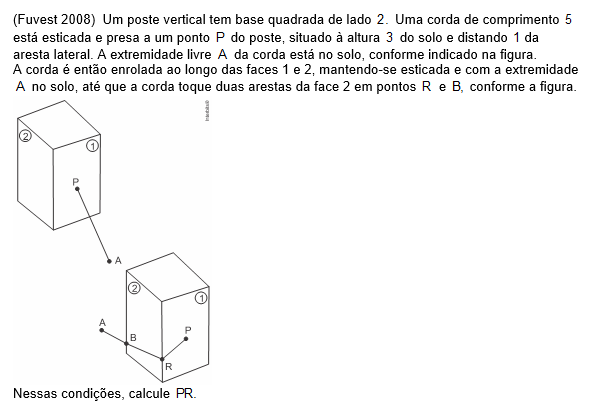 (Fuvest 2008) Um poste vertical tem base quadrada de lado 2. Uma corda de comprimento 5
está esticada e presa a um ponto P do poste, situado à altura 3 do solo e distando 1 da
aresta lateral. A extremidade livre A da corda está no solo, conforme indicado na figura.
A corda é então enrolada ao longo das faces 1 e 2, mantendo-se esticada e com a extremidade
A no solo, até que a corda toque duas arestas da face 2 em pontos R e B, conforme a figura.
2
1
P
A
2
1
A
P
B
R
Nessas condições, calcule PR.